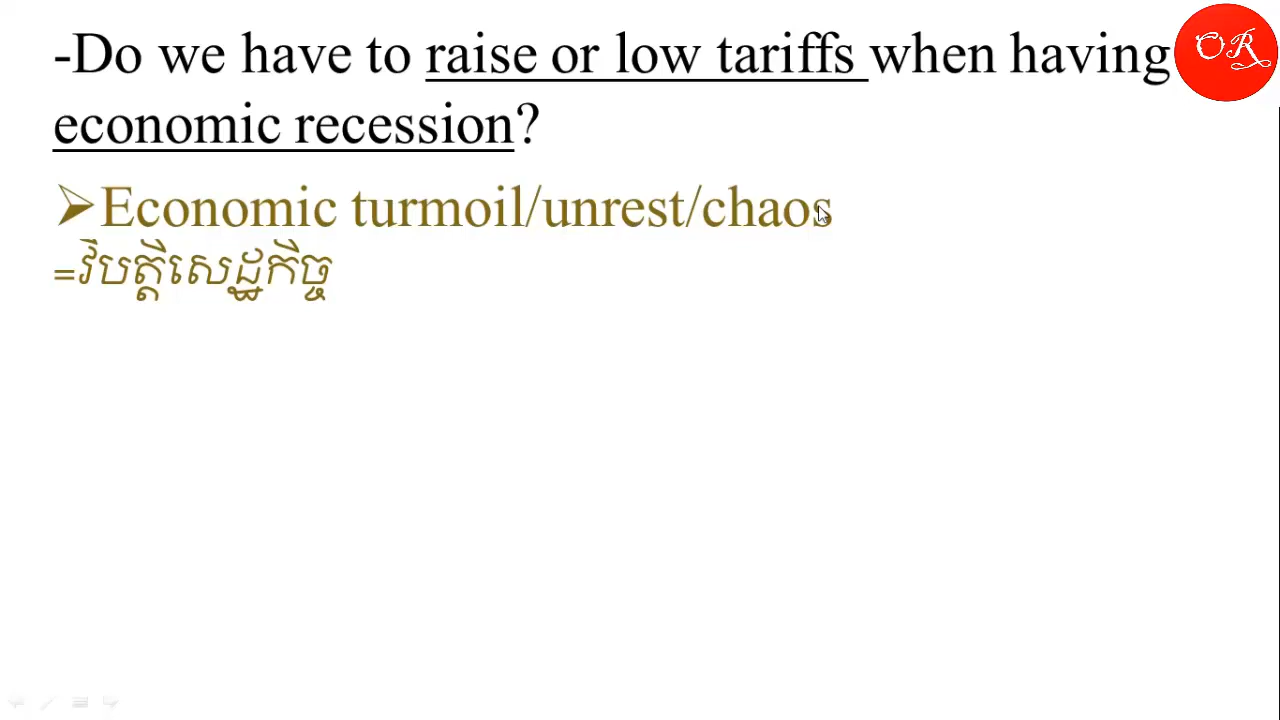 -Do we have to raise or low tariffs when having
economic recession?
➢Economic turmoil/unrest/chaos
=វិបត្តិសេដ្ឋកិច្ច
OR